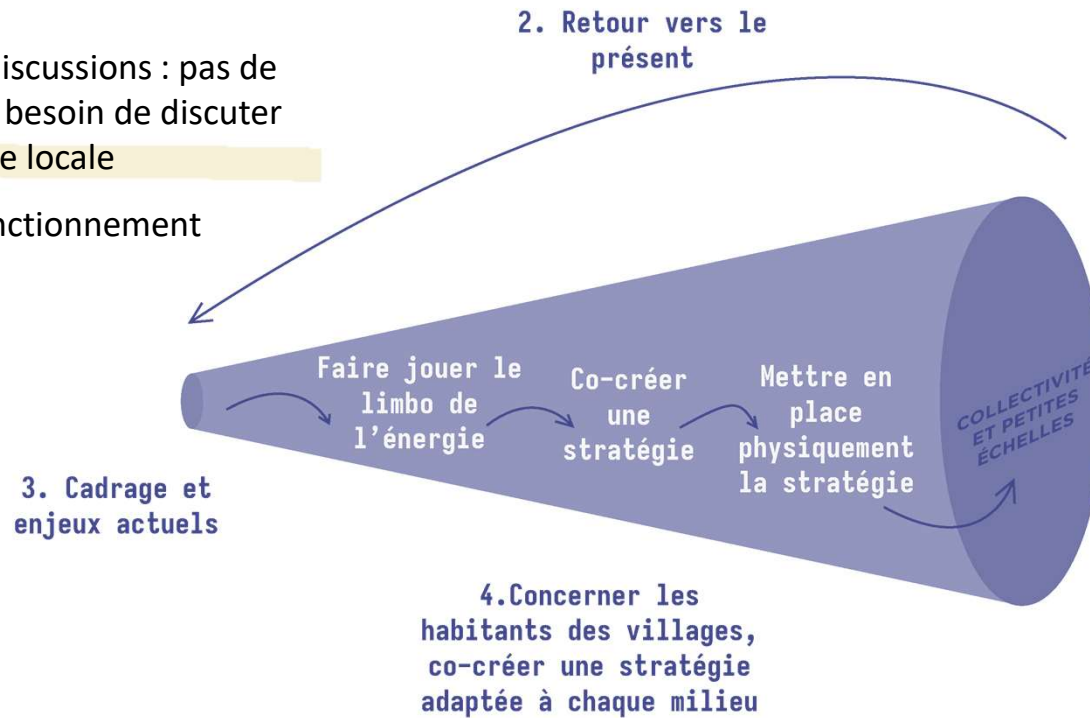 2. Retour vers le
présent
iscussions : pas de
besoin de discuter
e locale
nctionnement
Faire jouer le
limbo de
l'énergie
Co-créer
une
stratégie
Mettre en
place
physiquement
la stratégie
COLLECTIVITÉ
ET PETITES
ÉCHELLES
3. Cadrage et
enjeux actuels
4.Concerner les
habitants des villages,
co-créer une stratégie
adaptée à chaque milieu